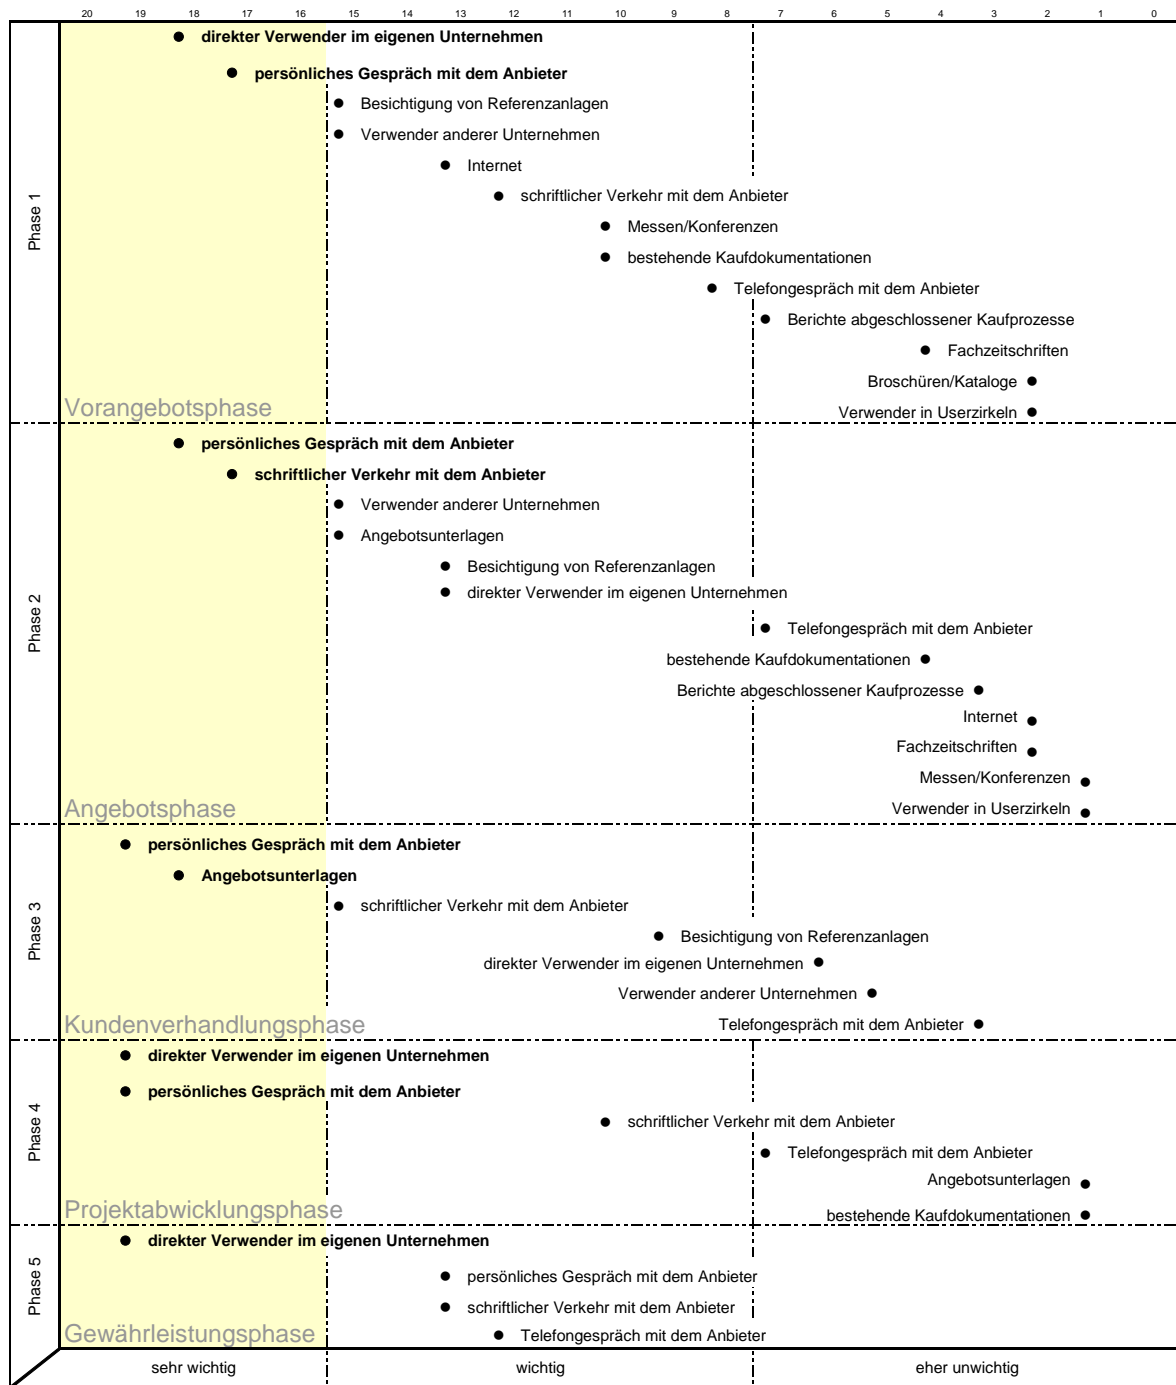 20 19 18 17 16 15 14 13 12 11 10 9 8 7 6 5 4 3 2 1 0
Phase 1
direkter Verwender im eigenen Unternehmen
persönliches Gespräch mit dem Anbieter
Besichtigung von Referenzanlagen
Verwender anderer Unternehmen
Internet
schriftlicher Verkehr mit dem Anbieter
Messen/Konferenzen
bestehende Kaufdokumentationen
Telefongespräch mit dem Anbieter
Berichte abgeschlossener Kaufprozesse
Fachzeitschriften
Broschüren/Kataloge
Verwender in Userzirkeln
Vorangebotsphase
Phase 2
persönliches Gespräch mit dem Anbieter
schriftlicher Verkehr mit dem Anbieter
Verwender anderer Unternehmen
Angebotsunterlagen
Besichtigung von Referenzanlagen
direkter Verwender im eigenen Unternehmen
Telefongespräch mit dem Anbieter
bestehende Kaufdokumentationen
Berichte abgeschlossener Kaufprozesse
Internet
Fachzeitschriften
Messen/Konferenzen
Verwender in Userzirkeln
Angebotsphase
Phase 3
persönliches Gespräch mit dem Anbieter
Angebotsunterlagen
schriftlicher Verkehr mit dem Anbieter
Besichtigung von Referenzanlagen
direkter Verwender im eigenen Unternehmen
Verwender anderer Unternehmen
Telefongespräch mit dem Anbieter
Kundenverhandlungsphase
Phase 4
direkter Verwender im eigenen Unternehmen
persönliches Gespräch mit dem Anbieter
schriftlicher Verkehr mit dem Anbieter
Telefongespräch mit dem Anbieter
Angebotsunterlagen
bestehende Kaufdokumentationen
Projektabwicklungsphase
Phase 5
direkter Verwender im eigenen Unternehmen
persönliches Gespräch mit dem Anbieter
schriftlicher Verkehr mit dem Anbieter
Telefongespräch mit dem Anbieter
Gewährleistungsphase
sehr wichtig wichtig eher unwichtig